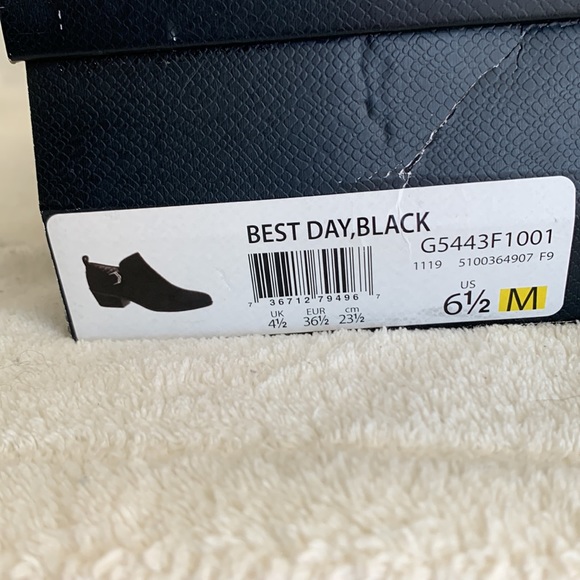 BEST DAY,BLACK
G5443F1001
1119 5100364907 F9
7 36712 79496 7
UK EUR cm
4½ 36½ 23½
US
6½ M